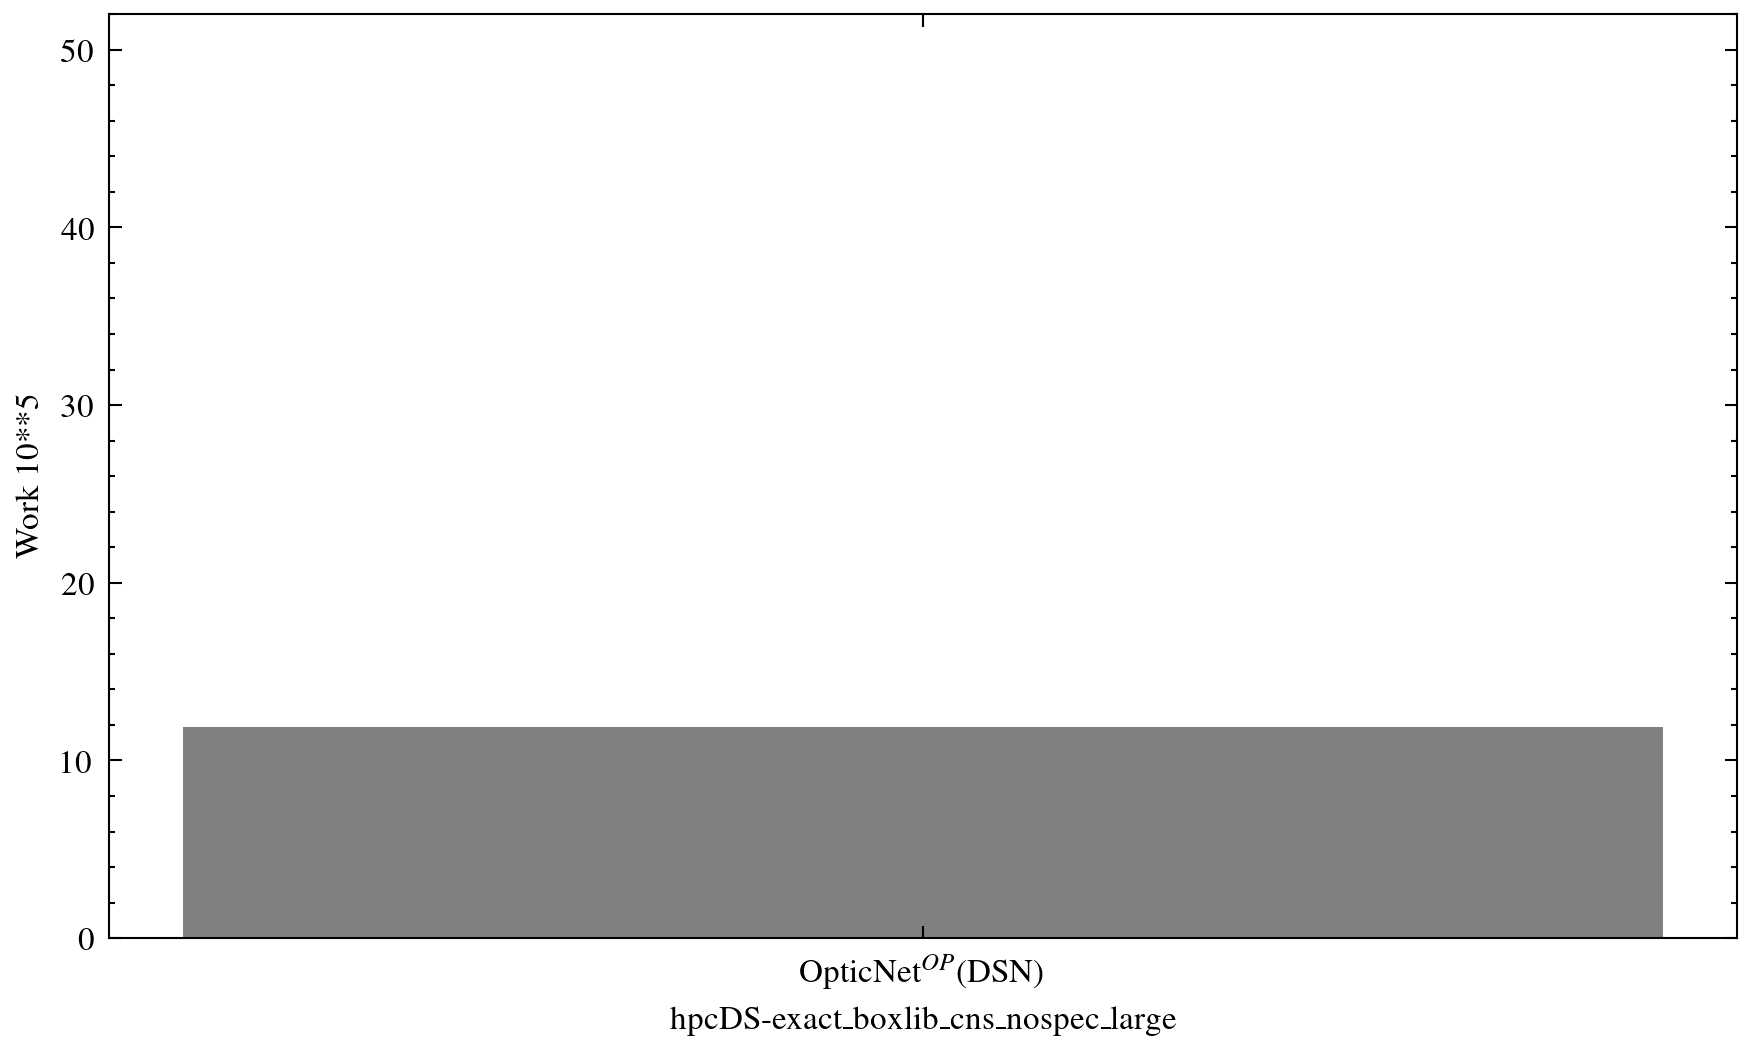 50
40
30
20
10
0
Work 10**5
OpticNet^{OP}(DSN)
hpcDS-exact_boxlib_cns_nospec_large